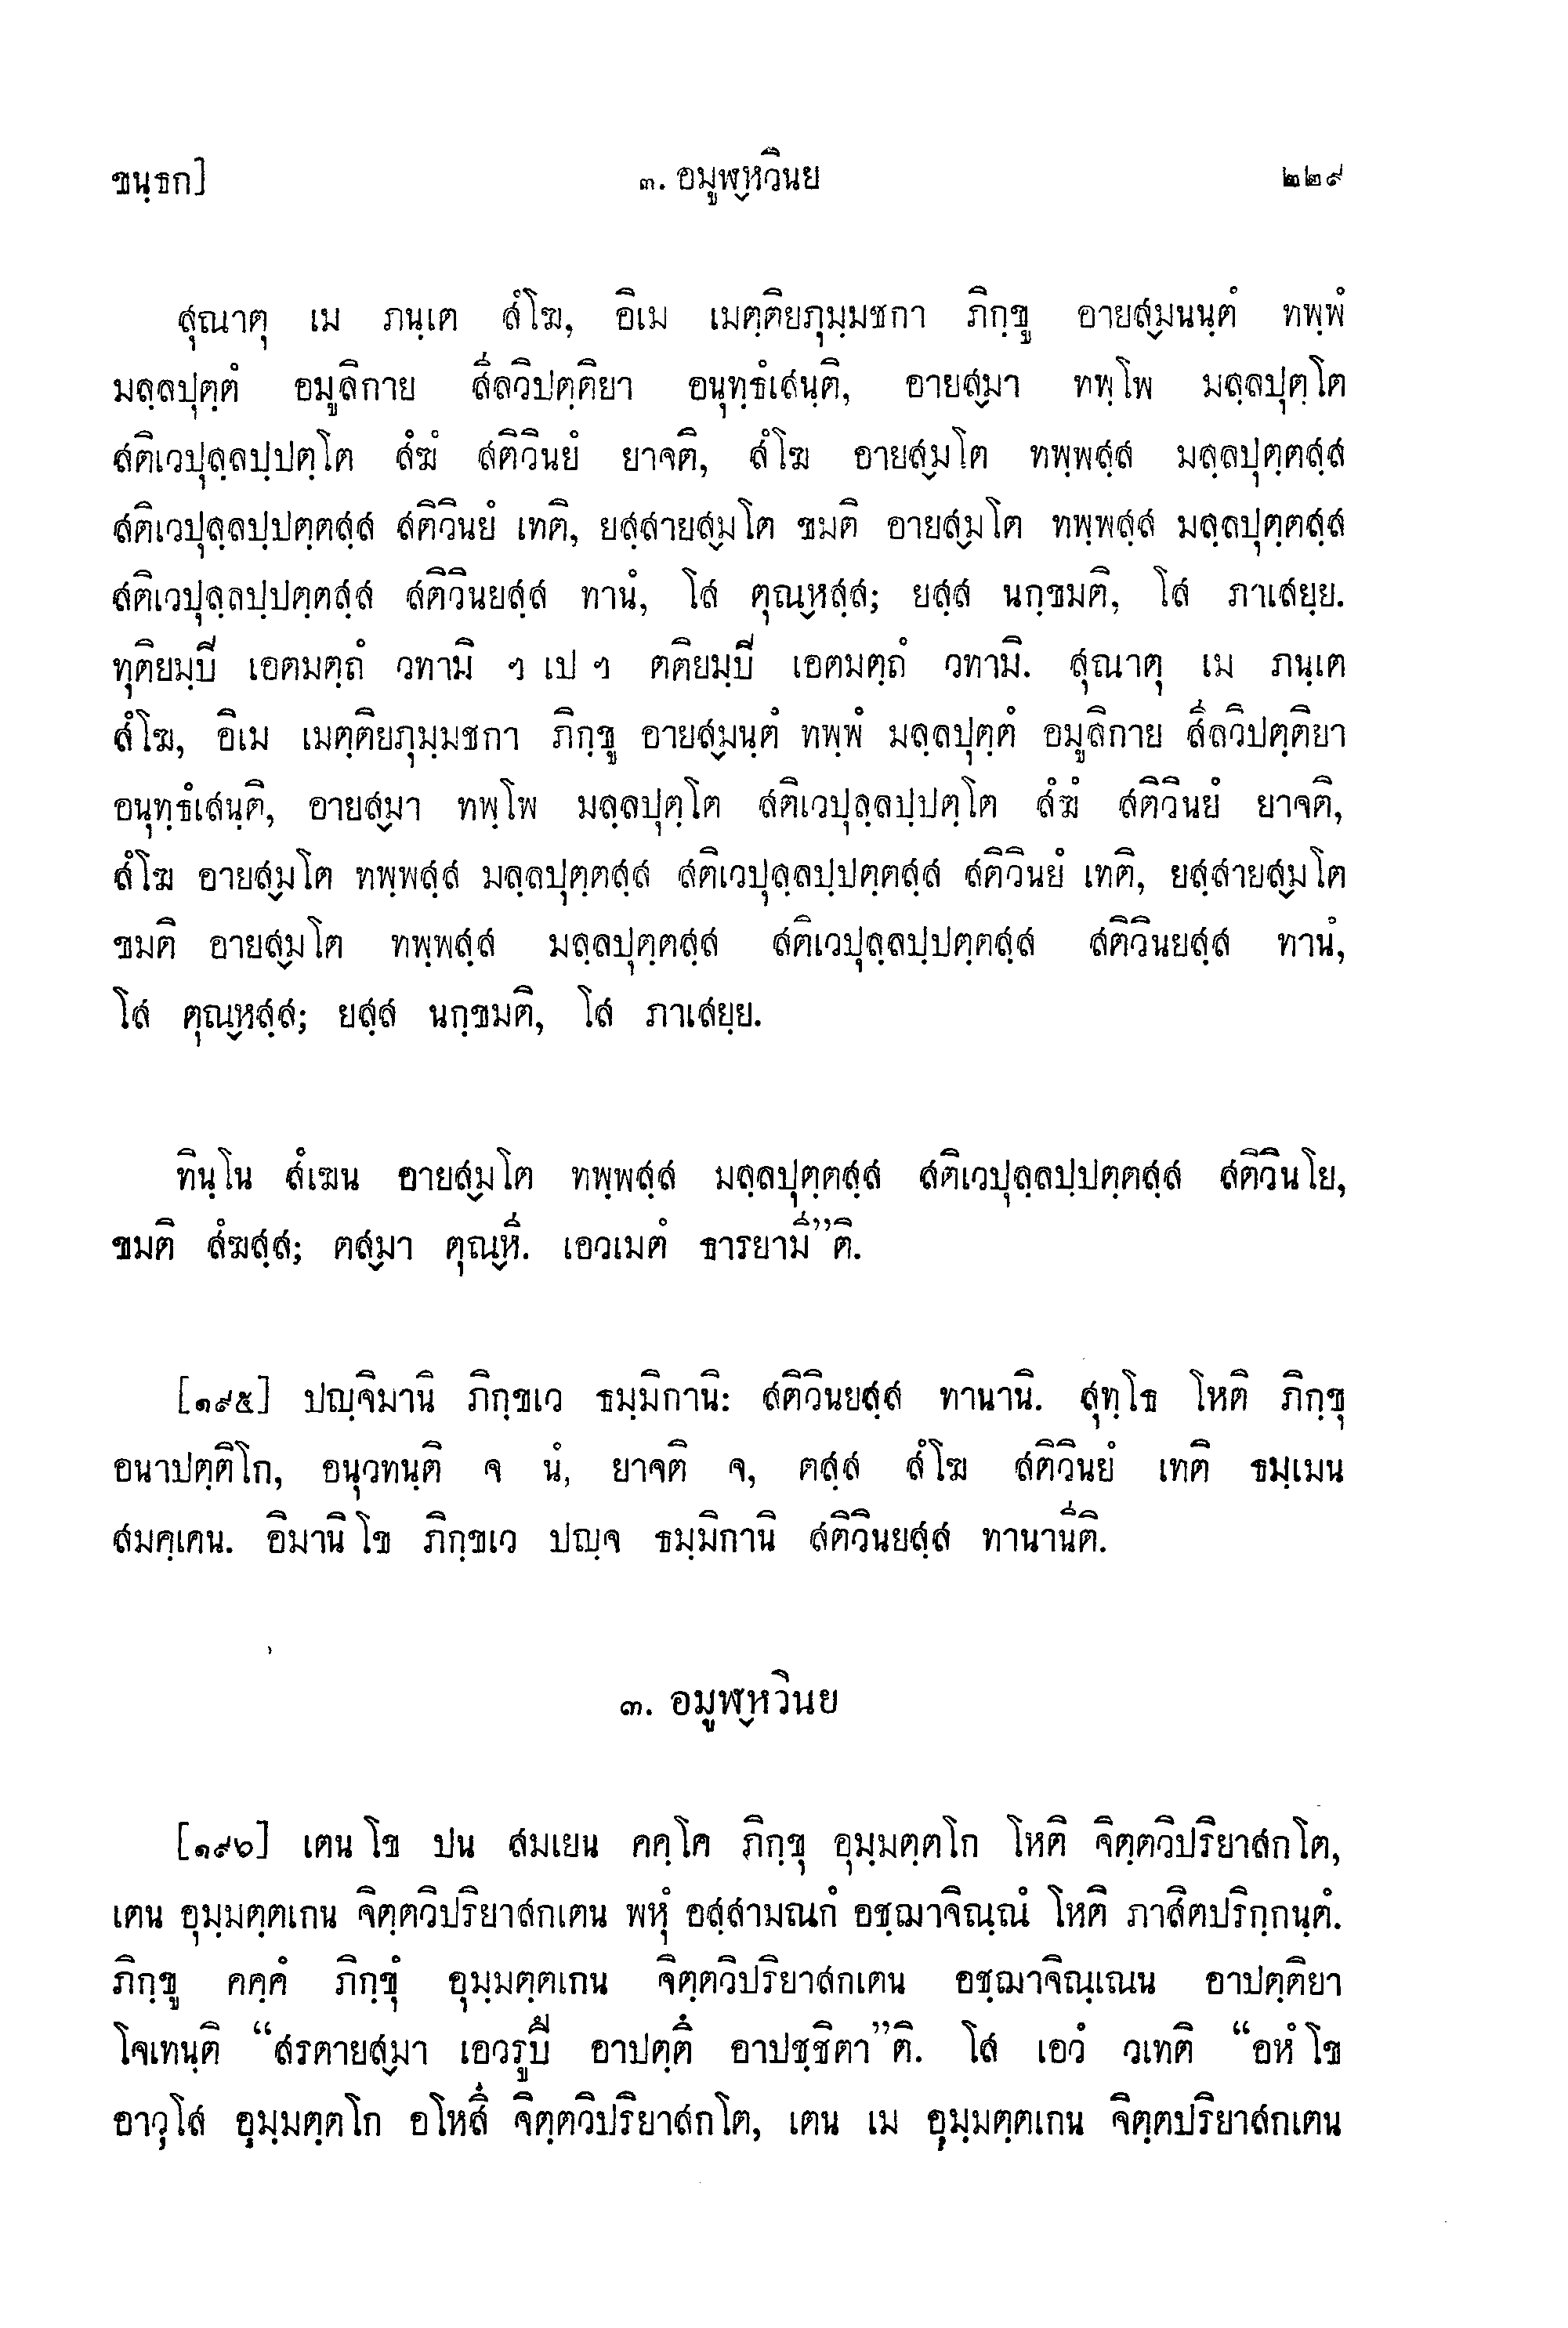 ขนฺธก]
๓. อมูฬฺหวินย
๒๒๙
สุณาตุ เม ภนฺเต สํโฆ, อิเม เมตฺติยภุมฺมชกา ภิกฺขู อายสฺมนนฺตํ ทพฺพํ
มลฺลปุตฺตํ อมูลิกาย สีลวิปตฺติยา อนุทฺธํเสนฺติ, อายสฺมา ทพฺโพ มลฺลปุตฺโต
สติเวปุลฺลปฺปตฺโต สํฆํ สติวินยํ ยาจติ, สํโฆ อายสฺมโต ทพฺพสฺส มลฺลปุตฺตสฺส
สติเวปุลฺลปฺปตฺตสฺส สติวินยํ เทติ, ยสฺสายสฺมโต ขมติ อายสฺมโต ทพฺพสฺส มลฺลปุตฺตสฺส
สติเวปุลฺลปฺปตฺตสฺส สติวินยสฺส ทานํ, โส ตุณฺหสฺส; ยสฺส นกฺขมติ, โส ภาเสยฺย.
ทุติยมฺปิ เอตมตฺถํ วทามิ ฯ เป ฯ ตติยมฺปิ เอตมตฺถํ วทามิ. สุณาตุ เม ภนฺเต
สํโฆ, อิเม เมตฺติยภุมฺมชกา ภิกฺขู อายสฺมนฺตํ ทพฺพํ มลฺลปุตฺตํ อมูลิกาย สีลวิปตฺติยา
อนุทฺธํเสนฺติ, อายสฺมา ทพฺโพ มลฺลปุตฺโต สติเวปุลฺลปฺปตฺโต สํฆํ สติวินยํ ยาจติ,
สํโฆ อายสฺมโต ทพฺพสฺส มลฺลปุตฺตสฺส สติเวปุลฺลปฺปตฺตสฺส สติวินยํ เทติ, ยสฺสายสฺมโต
ขมติ อายสฺมโต ทพฺพสฺส มลฺลปุตฺตสฺส สติเวปุลฺลปฺปตฺตสฺส สติวินยสฺส ทานํ,
โส ตุณฺหสฺส; ยสฺส นกฺขมติ, โส ภาเสยฺย.
ทินฺโน สํเฆน อายสฺมโต ทพฺพสฺส มลฺลปุตฺตสฺส สติเวปุลฺลปฺปตฺตสฺส สติวินโย,
ขมติ สํฆสฺส; ตสฺมา ตุณฺหี. เอวเมตํ ธารยามี”ติ.
[๑๙๕] ปญฺจิมานิ ภิกฺขเว ธมฺมิกานิ: สติวินยสฺส ทานานิ. สุทฺโธ โหติ ภิกฺขุ
อนาปตฺติโก, อนุวทนฺติ จ นํ, ยาจติ จ, ตสฺส สํโฆ สติวินยํ เทติ ธมฺเมน
สมคฺเคน. อิมานิ โข ภิกฺขเว ปญฺจ ธมฺมิกานิ สติวินยสฺส ทานานีติ.
๓. อมูฬฺหวินย
[๑๙๖] เตน โข ปน สมเยน คคฺโค ภิกฺขุ อุมฺมตฺตโก โหติ จิตฺตวิปริยาสกโต,
เตน อุมฺมตฺตเกน จิตฺตวิปริยาสกเตน พหุํ อสฺสามณกํ อชฺฌาจิณฺณํ โหติ ภาสิตปริกฺกนฺตํ.
ภิกฺขู คคฺคํ ภิกฺขุํ อุมฺมตฺตเกน จิตฺตวิปริยาสกเตน อชฺฌาจิณฺเณน อาปตฺติยา
โจเทนฺติ “สรตายสฺมา เอวรูปึ อาปตฺตึ อาปชฺชิตา”ติ. โส เอวํ วเทติ “อหํ โข
อาวุโส อุมฺมตฺตโก อโหสึ จิตฺตวิปริยาสกโต, เตน เม อุมฺมตฺตเกน จิตฺตปริยาสกเตน